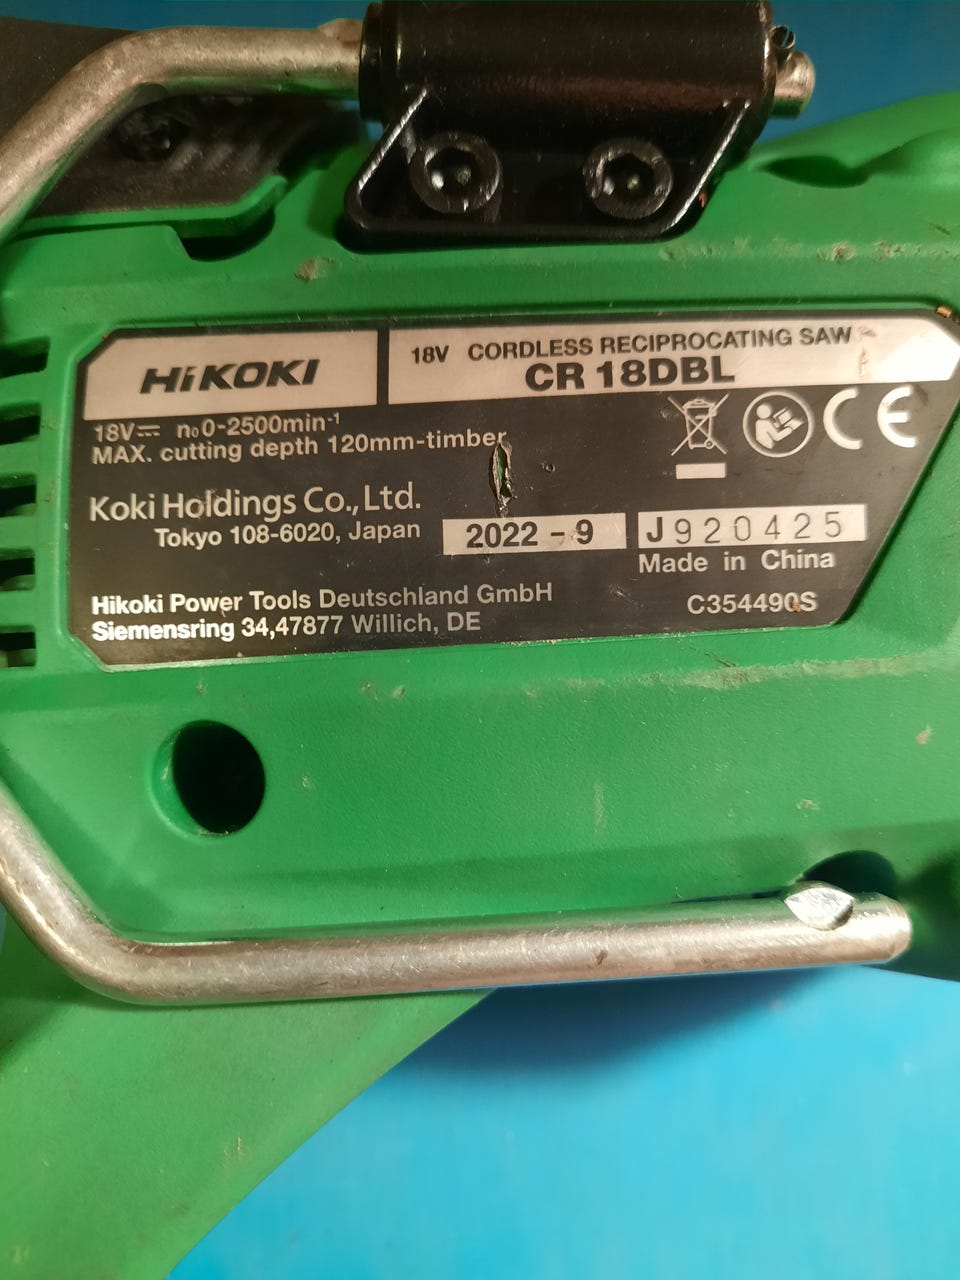 HiKOKI
18V CORDLESS RECIPROCATING SAW
CR 18DBL
18V⎓ n₀0-2500min⁻¹
MAX. cutting depth 120mm-timber
CE
Koki Holdings Co., Ltd.
Tokyo 108-6020, Japan
2022 - 9
J920425
Made in China
Hikoki Power Tools Deutschland GmbH
Siemensring 34,47877 Willich, DE
C354490S